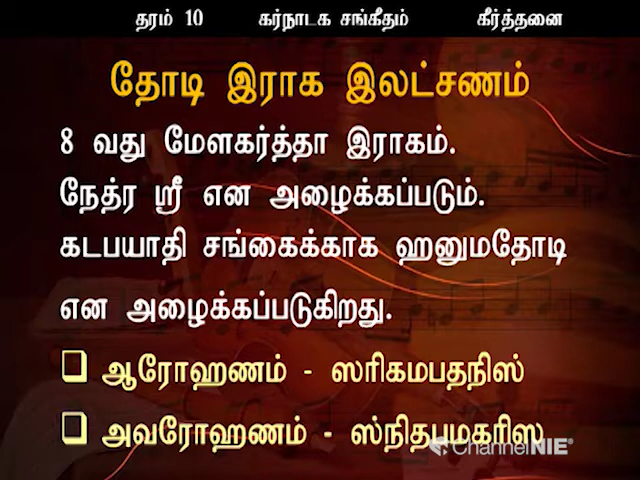 தரம் 10 கர்நாடக சங்கீதம் கீர்த்தனை
தோடி இராக இலட்சணம்
8 வது மேளகர்த்தா இராகம்.
நேத்ர ஸ்ரீ என அழைக்கப்படும்.
கடபயாதி சங்கைக்காக ஹனுமதோடி
என அழைக்கப்படுகிறது.
❑ ஆரோஹணம் - ஸரிகமபதநிஸ்
❑ அவரோஹணம் - ஸ்நிதபமகரிஸ
ChannelNIE®